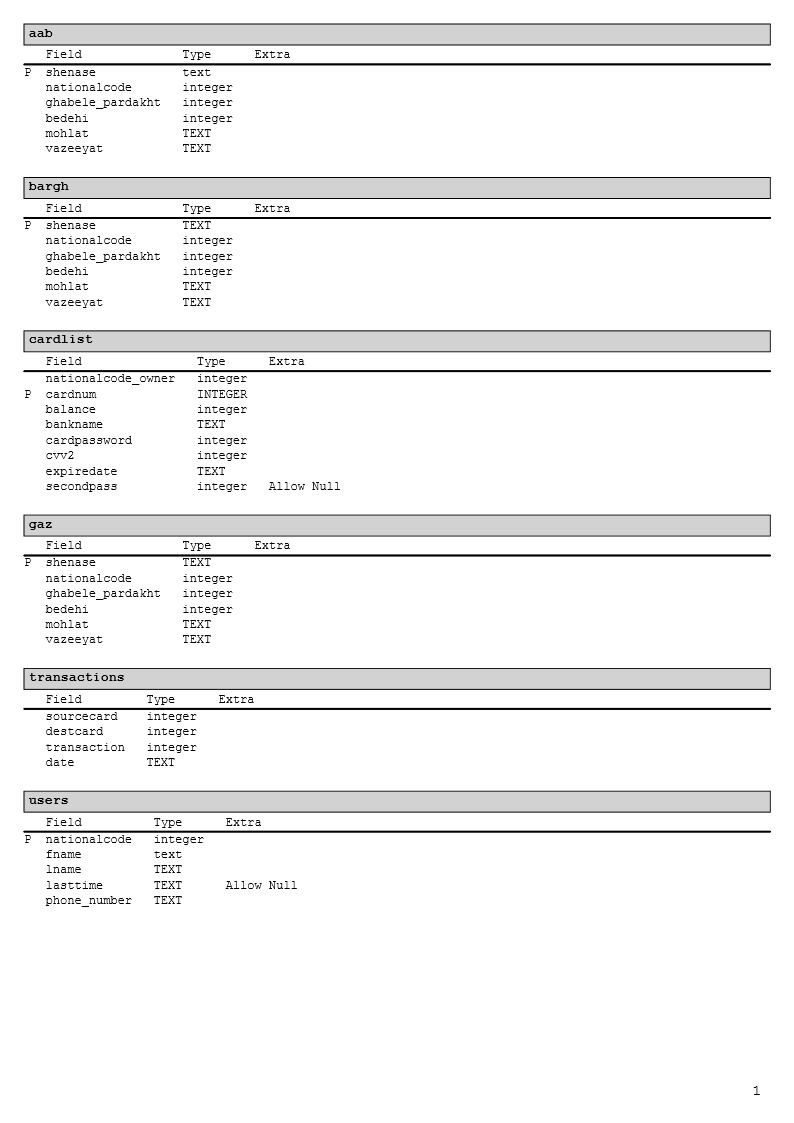 aab
Field Type Extra
P shenase text
nationalcode integer
ghabele_pardakht integer
bedehi integer
mohlat TEXT
vazeeyat TEXT
bargh
Field Type Extra
P shenase TEXT
nationalcode integer
ghabele_pardakht integer
bedehi integer
mohlat TEXT
vazeeyat TEXT
cardlist
Field Type Extra
nationalcode_owner integer
P cardnum INTEGER
balance integer
bankname TEXT
cardpassword integer
cvv2 integer
expiredate TEXT
secondpass integer Allow Null
gaz
Field Type Extra
P shenase TEXT
nationalcode integer
ghabele_pardakht integer
bedehi integer
mohlat TEXT
vazeeyat TEXT
transactions
Field Type Extra
sourcecard integer
destcard integer
transaction integer
date TEXT
users
Field Type Extra
P nationalcode integer
fname text
lname TEXT
lasttime TEXT Allow Null
phone_number TEXT
1